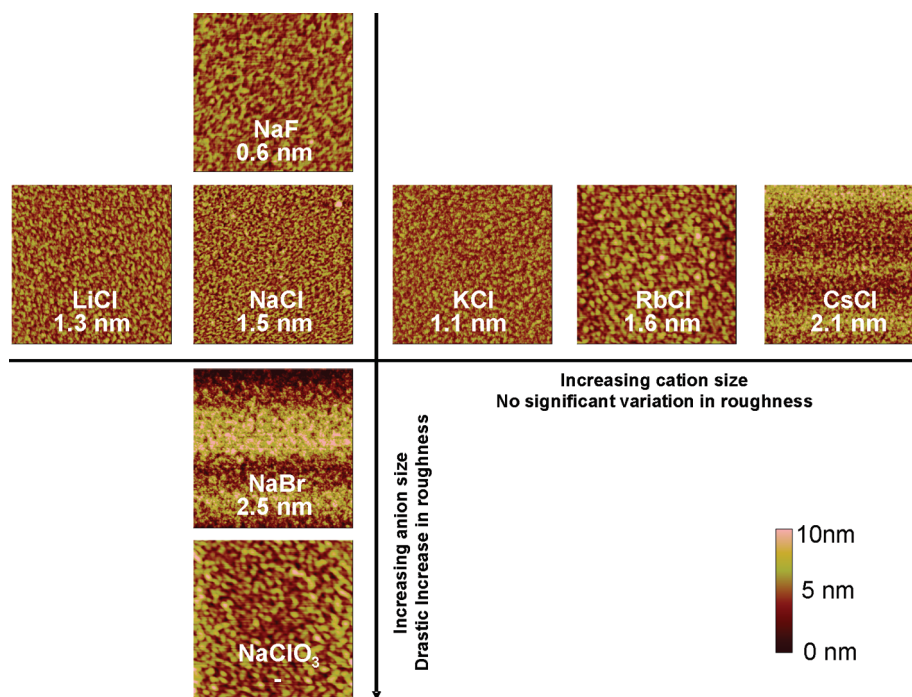 NaF
0.6 nm
LiCl
1.3 nm
NaCl
1.5 nm
KCl
1.1 nm
RbCl
1.6 nm
CsCl
2.1 nm
Increasing cation size
No significant variation in roughness
NaBr
2.5 nm
NaClO₃
-
Increasing anion size
Drastic Increase in roughness
10nm
5 nm
0 nm